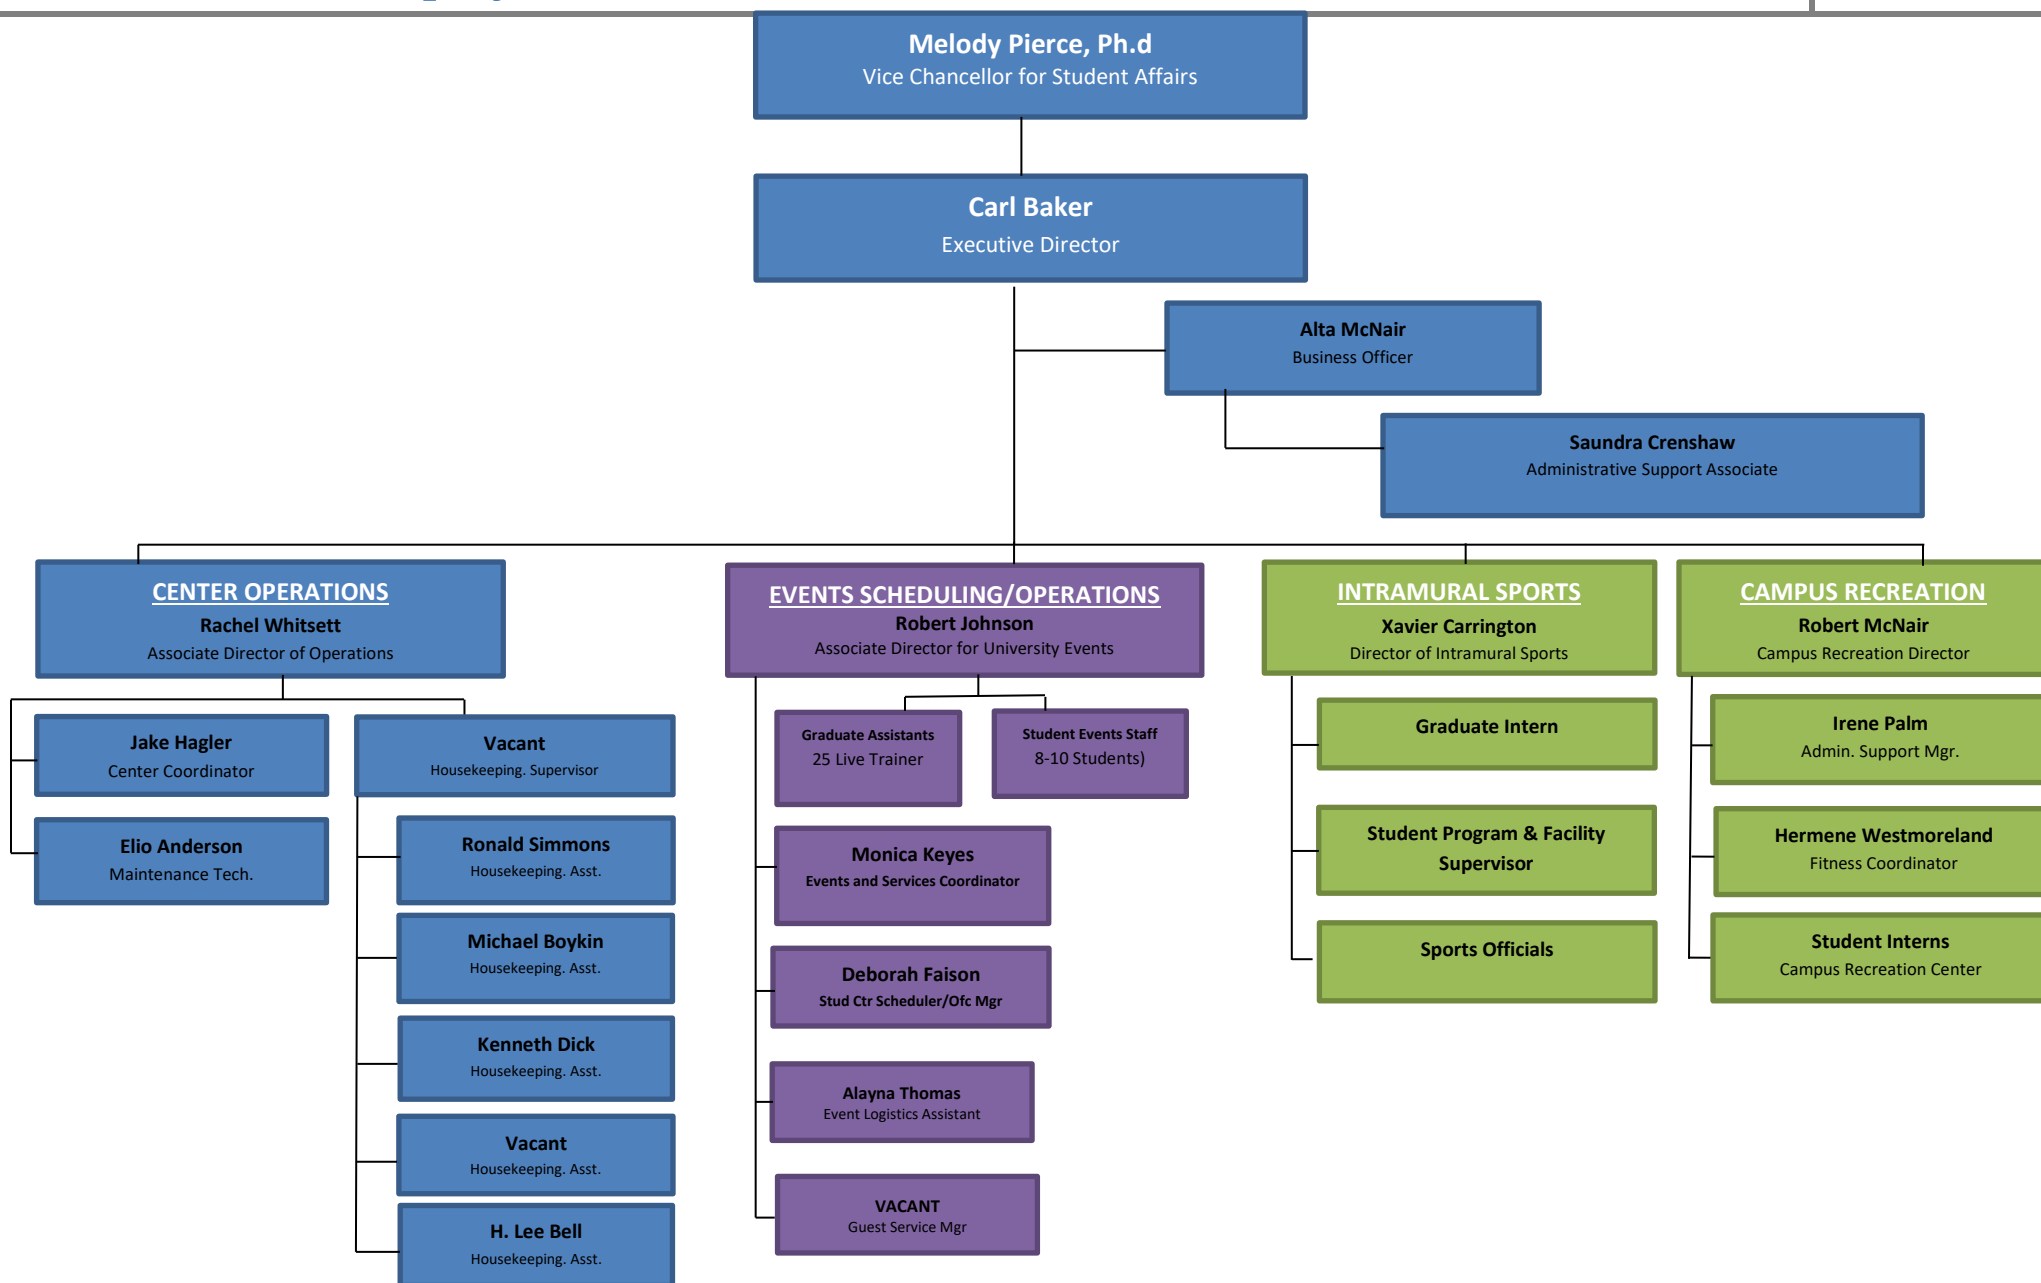 Melody Pierce, Ph.d
Vice Chancellor for Student Affairs
Carl Baker
Executive Director
Alta McNair
Business Officer
Saundra Crenshaw
Administrative Support Associate
CENTER OPERATIONS
Rachel Whitsett
Associate Director of Operations
Jake Hagler
Center Coordinator
Elio Anderson
Maintenance Tech.
Vacant
Housekeeping. Supervisor
Ronald Simmons
Housekeeping. Asst.
Michael Boykin
Housekeeping. Asst.
Kenneth Dick
Housekeeping. Asst.
Vacant
Housekeeping. Asst.
H. Lee Bell
Housekeeping. Asst.
EVENTS SCHEDULING/OPERATIONS
Robert Johnson
Associate Director for University Events
Graduate Assistants
25 Live Trainer
Student Events Staff
8-10 Students)
Monica Keyes
Events and Services Coordinator
Deborah Faison
Stud Ctr Scheduler/Ofc Mgr
Alayna Thomas
Event Logistics Assistant
VACANT
Guest Service Mgr
INTRAMURAL SPORTS
Xavier Carrington
Director of Intramural Sports
Graduate Intern
Student Program & Facility
Supervisor
Sports Officials
CAMPUS RECREATION
Robert McNair
Campus Recreation Director
Irene Palm
Admin. Support Mgr.
Hermene Westmoreland
Fitness Coordinator
Student Interns
Campus Recreation Center